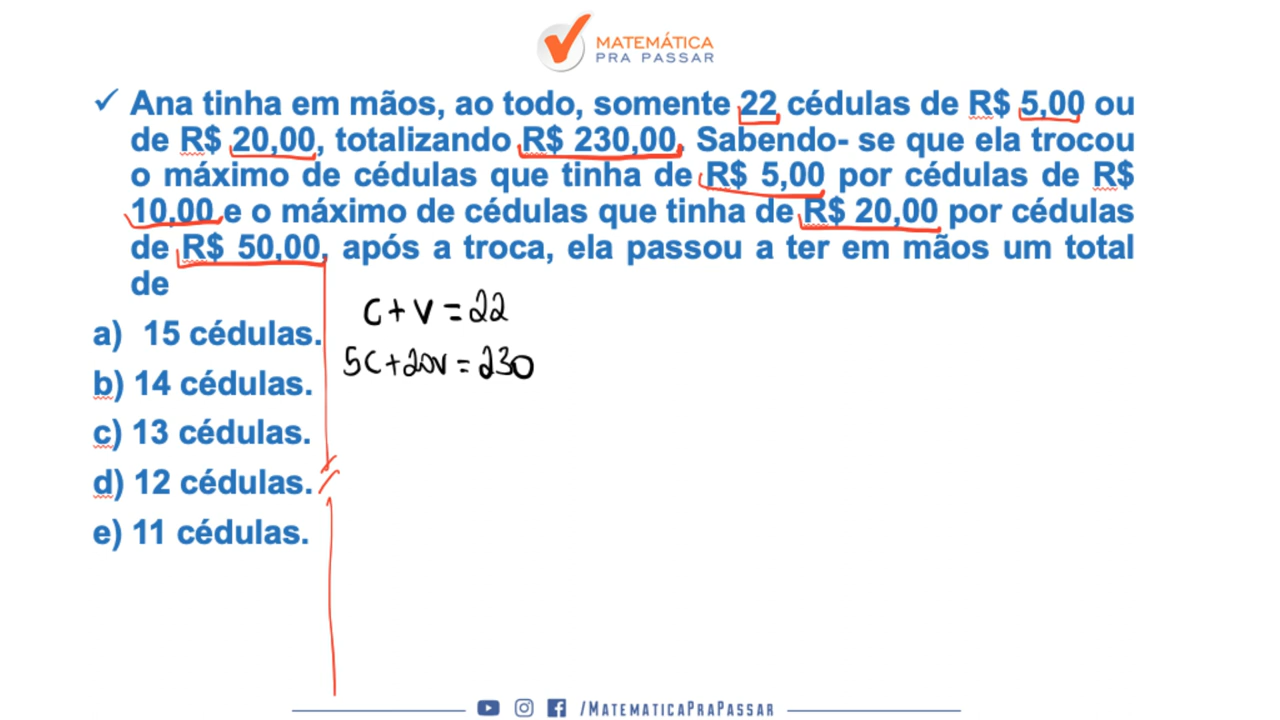 MATEMÁTICA
PRA PASSAR
✓ Ana tinha em mãos, ao todo, somente 22 cédulas de R$ 5,00 ou
de R$ 20,00, totalizando R$ 230,00. Sabendo- se que ela trocou
o máximo de cédulas que tinha de R$ 5,00 por cédulas de R$
10,00 e o máximo de cédulas que tinha de R$ 20,00 por cédulas
de R$ 50,00, após a troca, ela passou a ter em mãos um total
de
C + V = 22
a) 15 cédulas.
5C + 20V = 230
b) 14 cédulas.
c) 13 cédulas.
d) 12 cédulas.
e) 11 cédulas.
/MATEMATICAPRAPASSAR